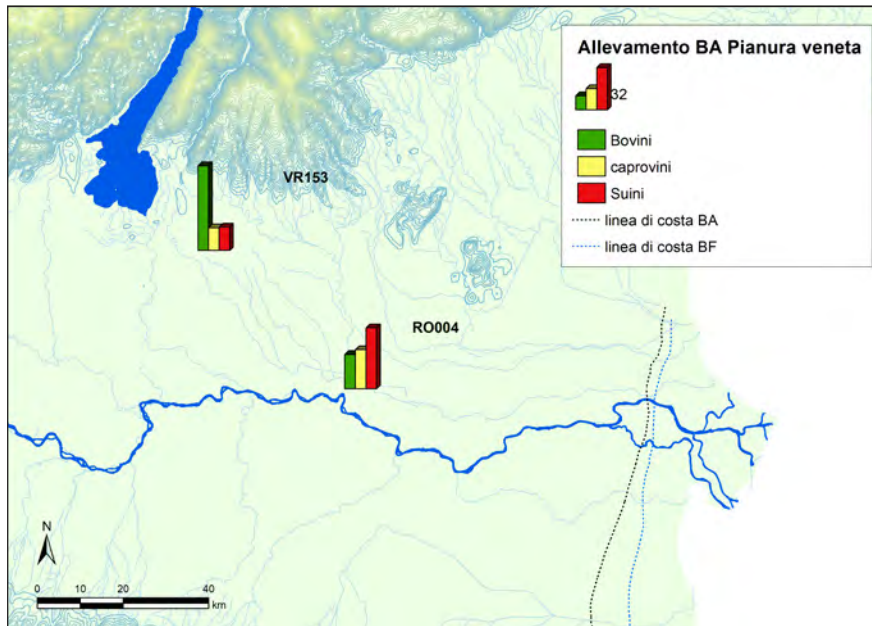 Allevamento BA Pianura veneta
32
Bovini
caprovini
Suini
linea di costa BA
linea di costa BF
VR153
RO004
N
0 10 20 40
km